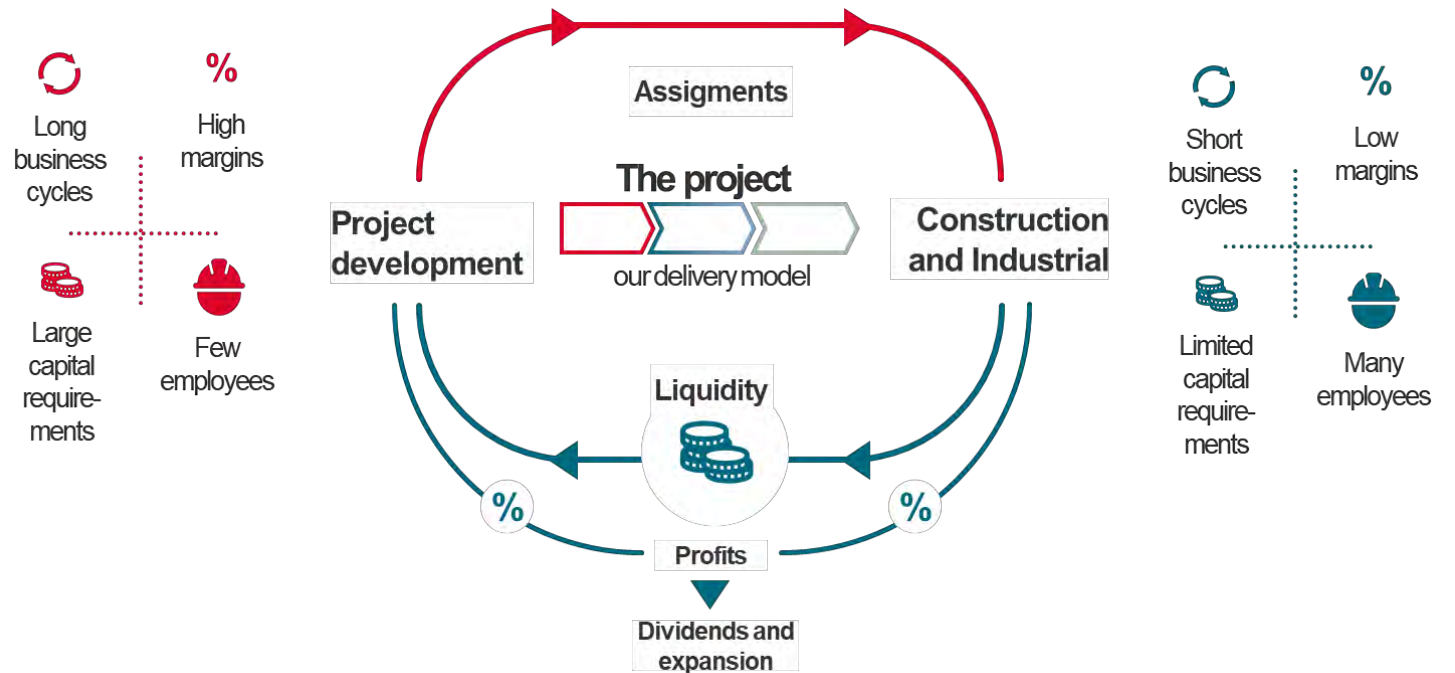 %
Long
business
cycles
High
margins
Large
capital
require-
ments
Few
employees
Assigments
The project
our delivery model
Project
development
Construction
and Industrial
Liquidity
%
%
Profits
Dividends and
expansion
%
Short
business
cycles
Low
margins
Limited
capital
require-
ments
Many
employees